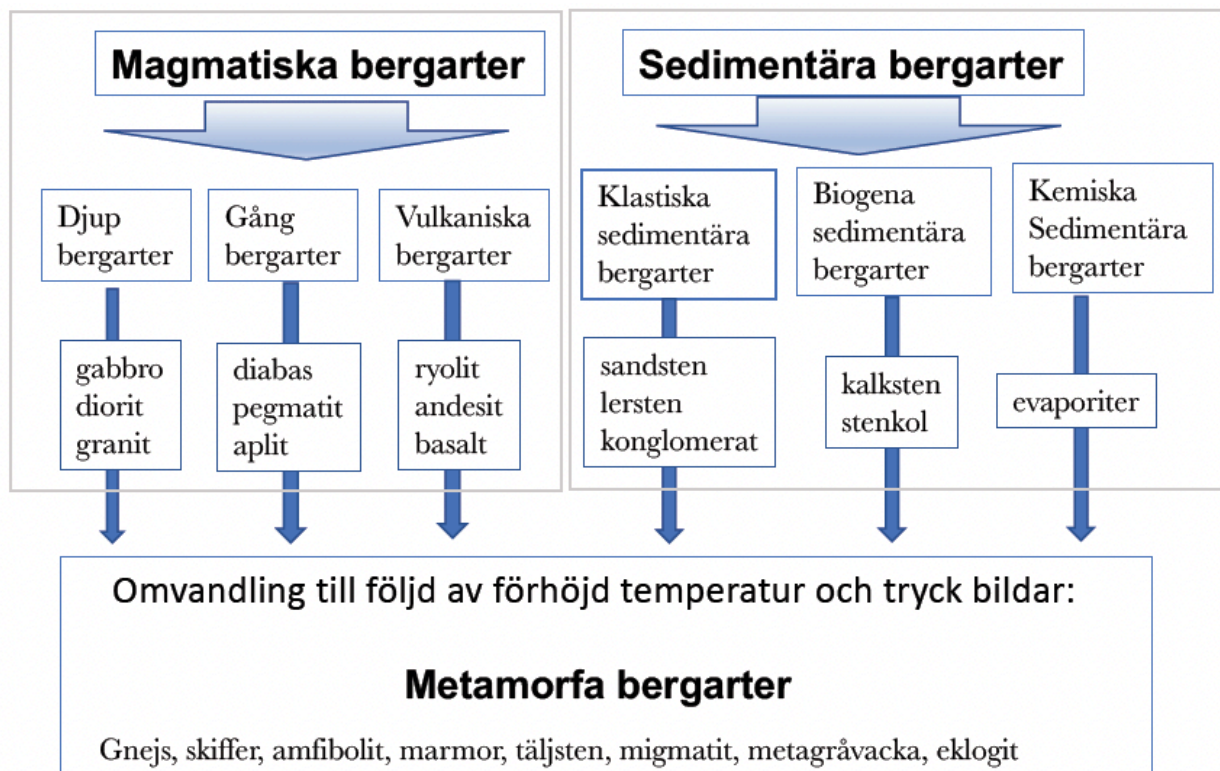 Magmatiska bergarter
Djup
bergarter
Gång
bergarter
Vulkaniska
bergarter
gabbro
diorit
granit
diabas
pegmatit
aplit
ryolit
andesit
basalt
Sedimentära bergarter
Klastiska
sedimentära
bergarter
Biogena
sedimentära
bergarter
Kemiska
Sedimentära
bergarter
sandsten
lersten
konglomerat
kalksten
stenkol
evaporiter
Omvandling till följd av förhöjd temperatur och tryck bildar:
Metamorfa bergarter
Gnejs, skiffer, amfibolit, marmor, täljsten, migmatit, metagråvacka, eklogit